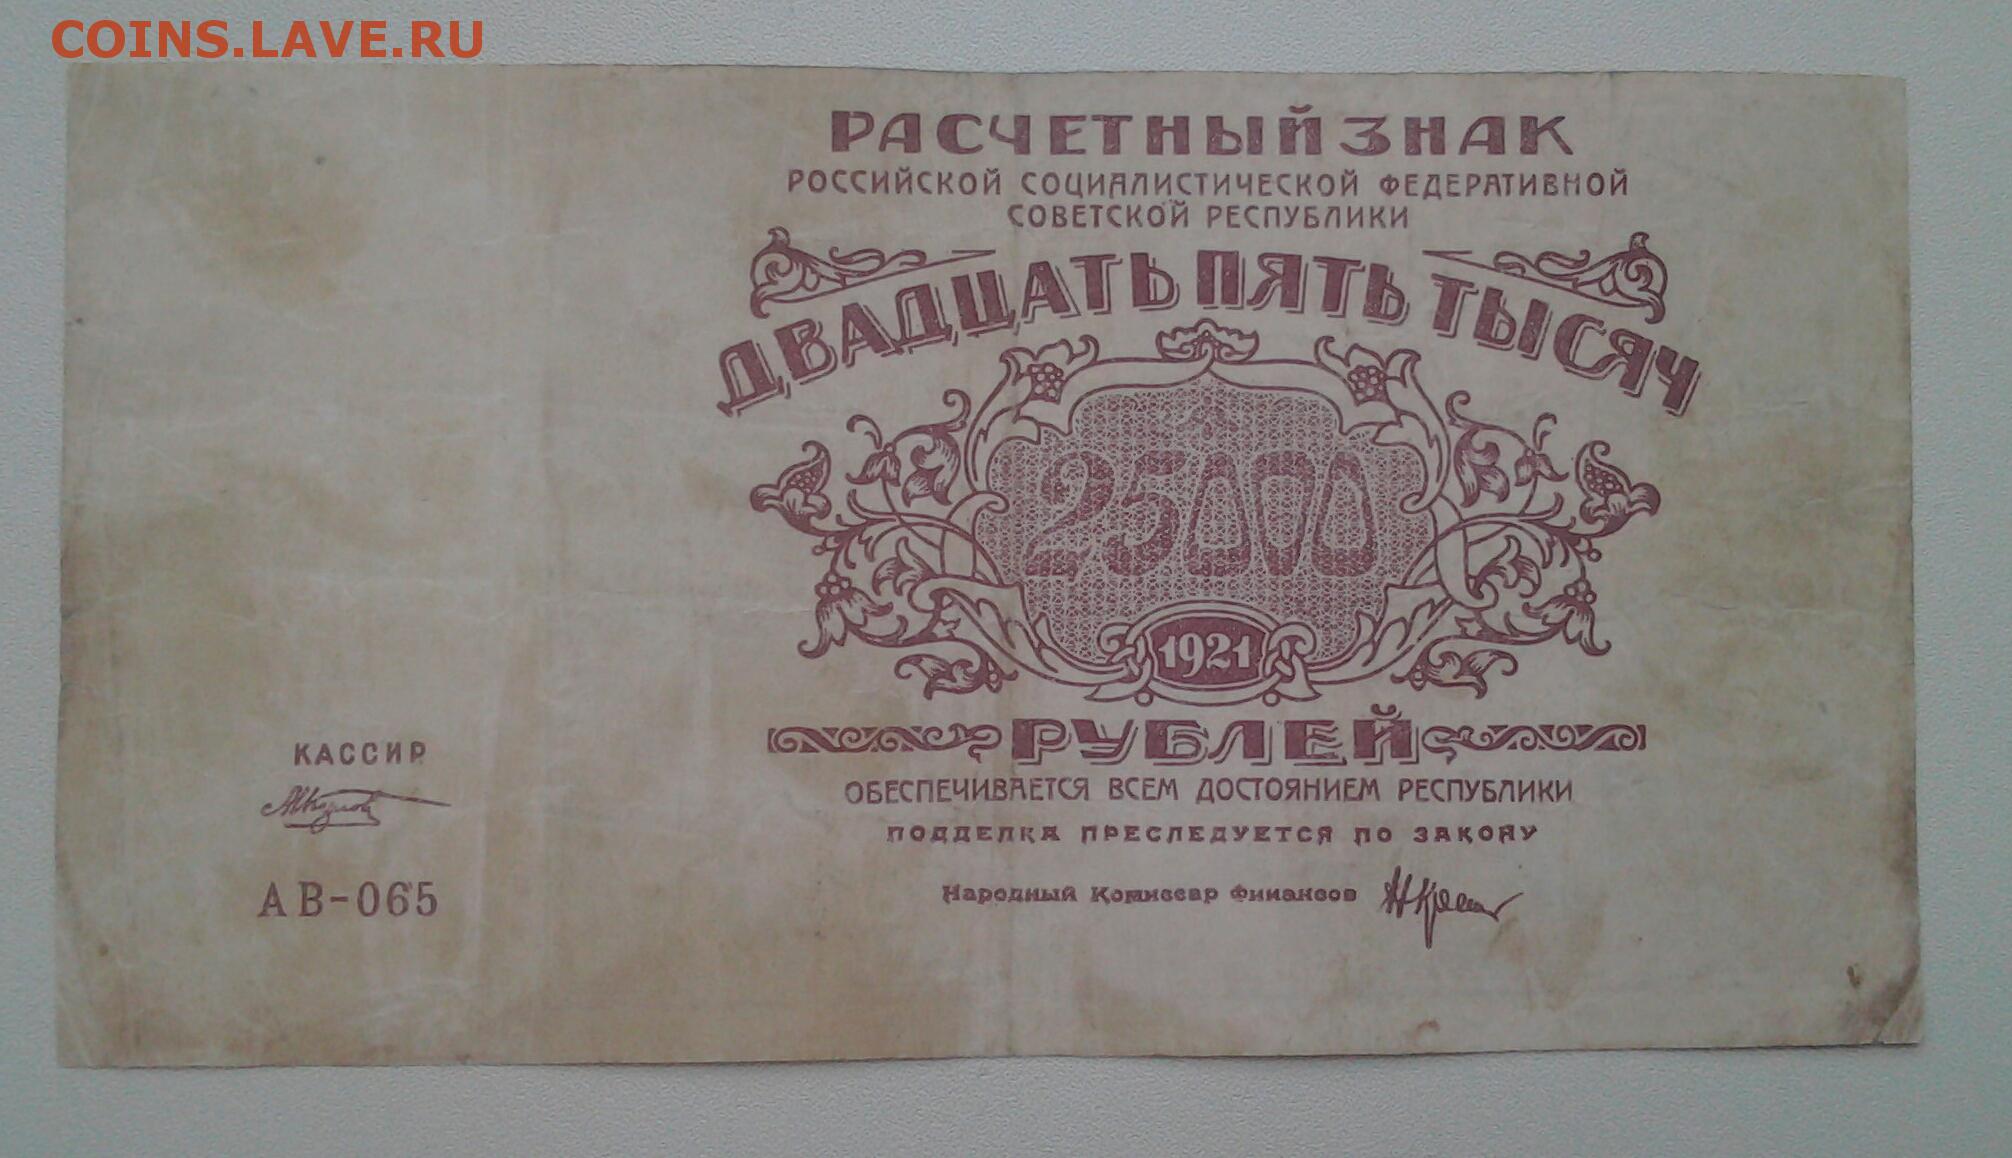 COINS.LAVE.RU
РАСЧЕТНЫЙ ЗНАК
РОССИЙСКОЙ СОЦИАЛИСТИЧЕСКОЙ ФЕДЕРАТИВНОЙ
СОВЕТСКОЙ РЕСПУБЛИКИ
ДВАДЦАТЬ ПЯТЬ ТЫСЯЧ
25000
1921
РУБЛЕЙ
ОБЕСПЕЧИВАЕТСЯ ВСЕМ ДОСТОЯНИЕМ РЕСПУБЛИКИ
ПОДДЕЛКА ПРЕСЛЕДУЕТСЯ ПО ЗАКОНУ
Народный Комиссар Финансов
КАССИР
АВ-065